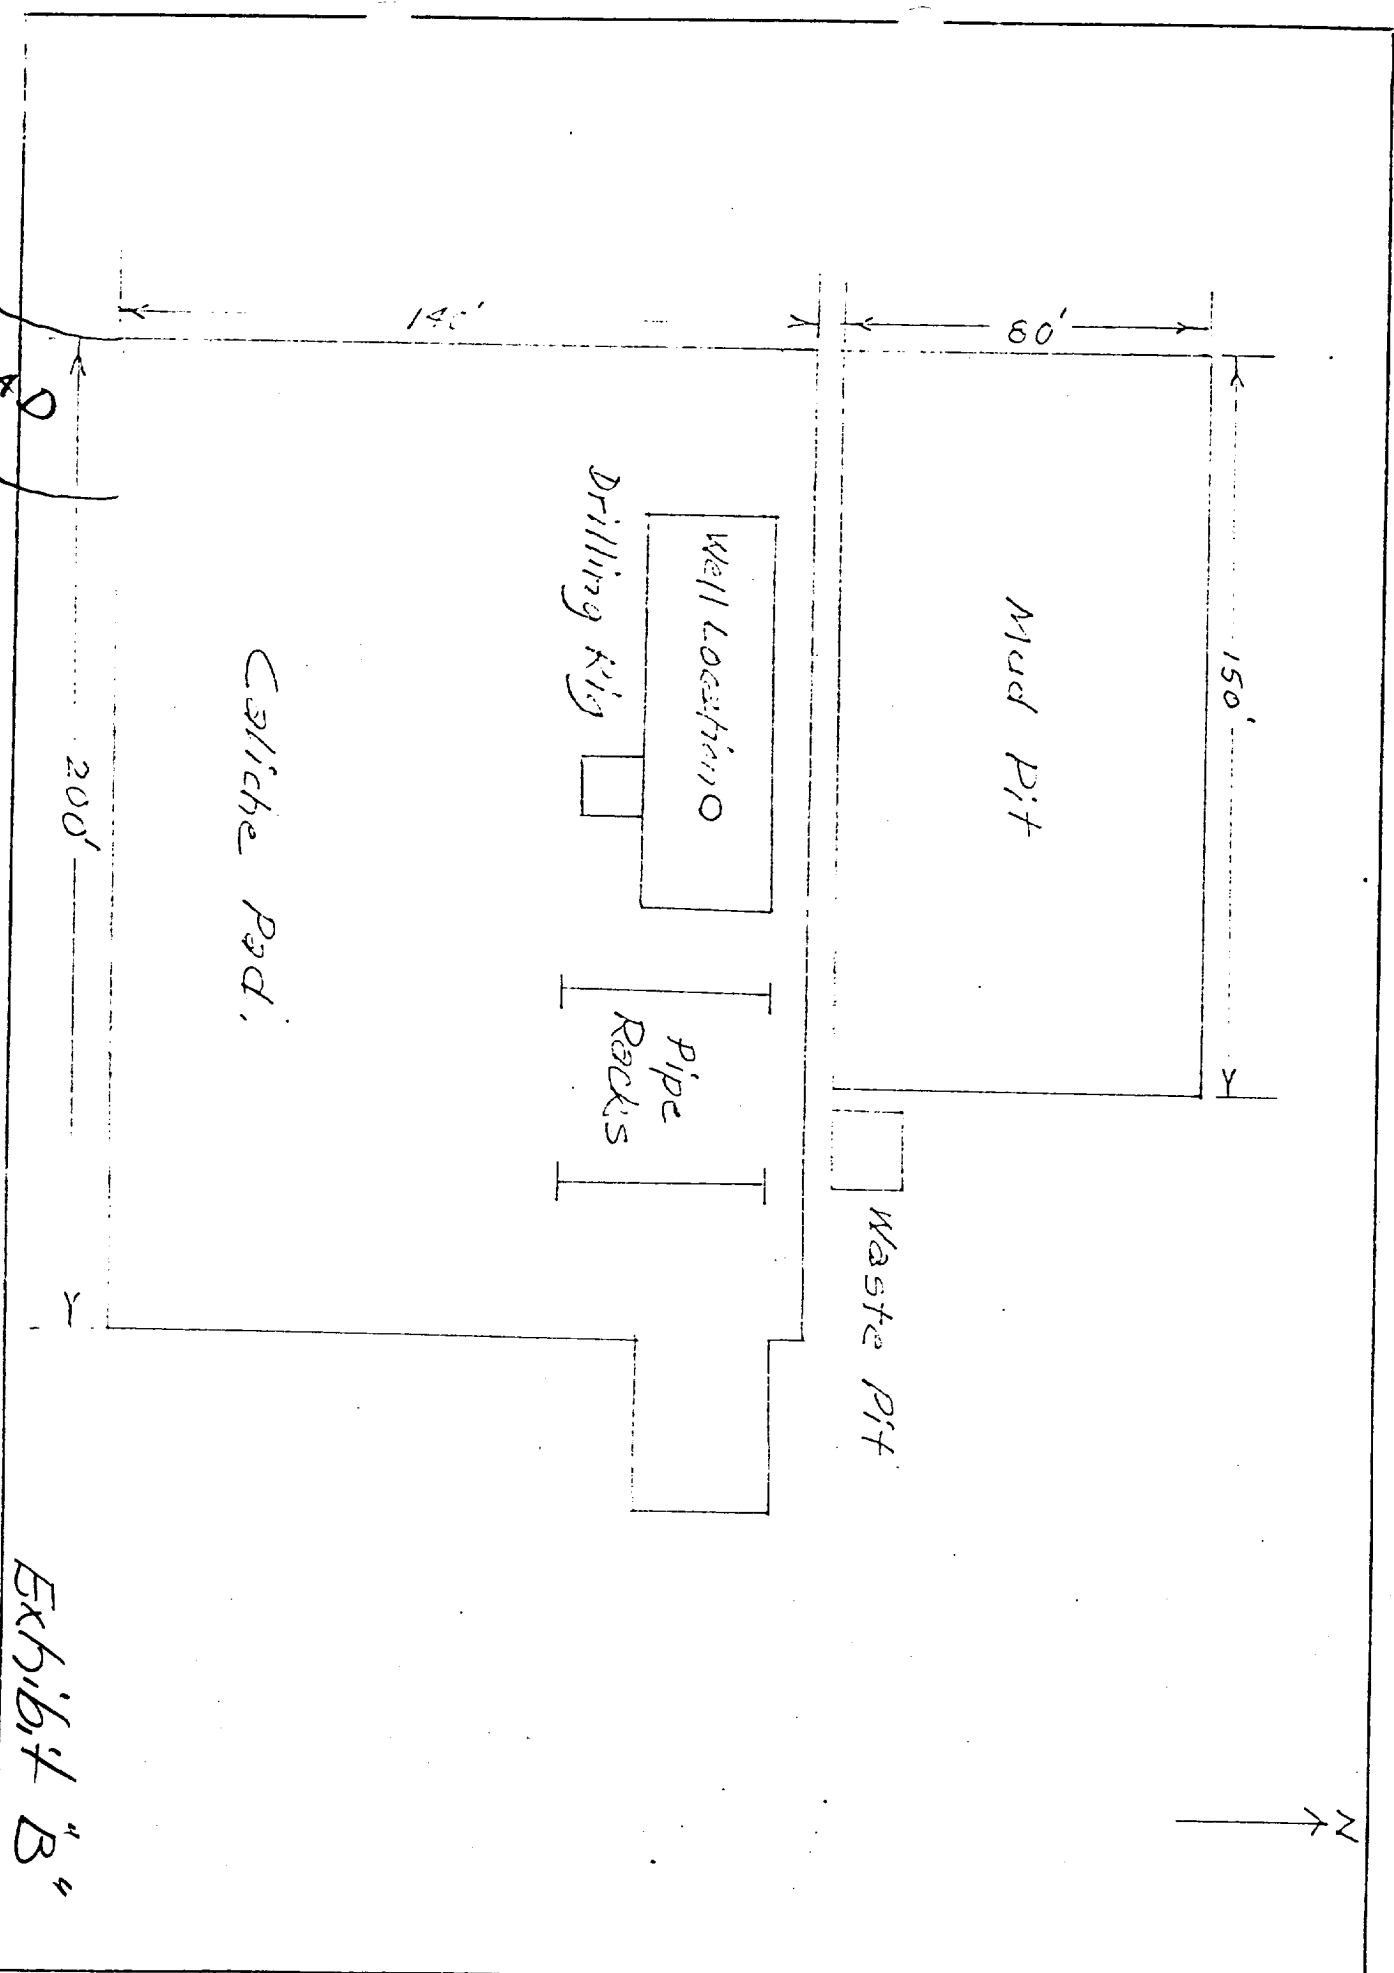 N
150'
80'
Mud Pit
Waste Pit
140'
Well Location
Drilling Rig
Pipe
Racks
Caliche Pad.
200'
Exhibit "B"